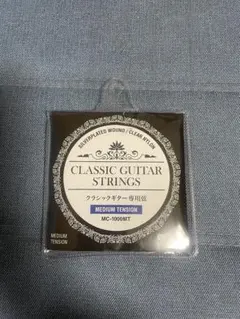 SILVERPLATED WOUND / CLEAR NYLON
CLASSIC GUITAR
STRINGS
クラシックギター専用弦
MEDIUM TENSION
MC-1000MT
MEDIUM
TENSION